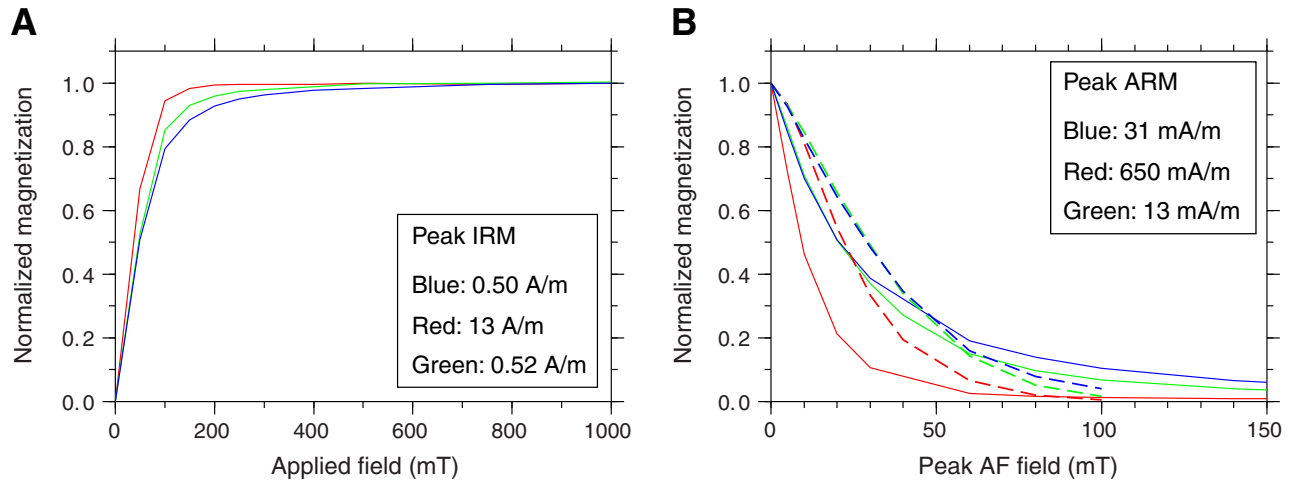 A
Normalized magnetization
1.0
0.8
0.6
0.4
0.2
0.0
0
200
400
600
800
1000
Applied field (mT)
Peak IRM
Blue: 0.50 A/m
Red: 13 A/m
Green: 0.52 A/m
B
Normalized magnetization
1.0
0.8
0.6
0.4
0.2
0.0
0
50
100
150
Peak AF field (mT)
Peak ARM
Blue: 31 mA/m
Red: 650 mA/m
Green: 13 mA/m